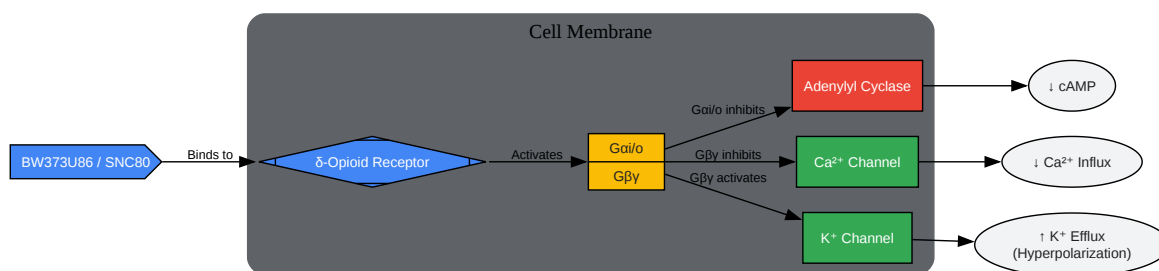 Cell Membrane
BW373U86 / SNC80
Binds to
δ-Opioid Receptor
Activates
Gαi/o
Gβγ
Gαi/o inhibits
Gβγ inhibits
Gβγ activates
Adenylyl Cyclase
Ca²⁺ Channel
K⁺ Channel
↓ cAMP
↓ Ca²⁺ Influx
↑ K⁺ Efflux
(Hyperpolarization)